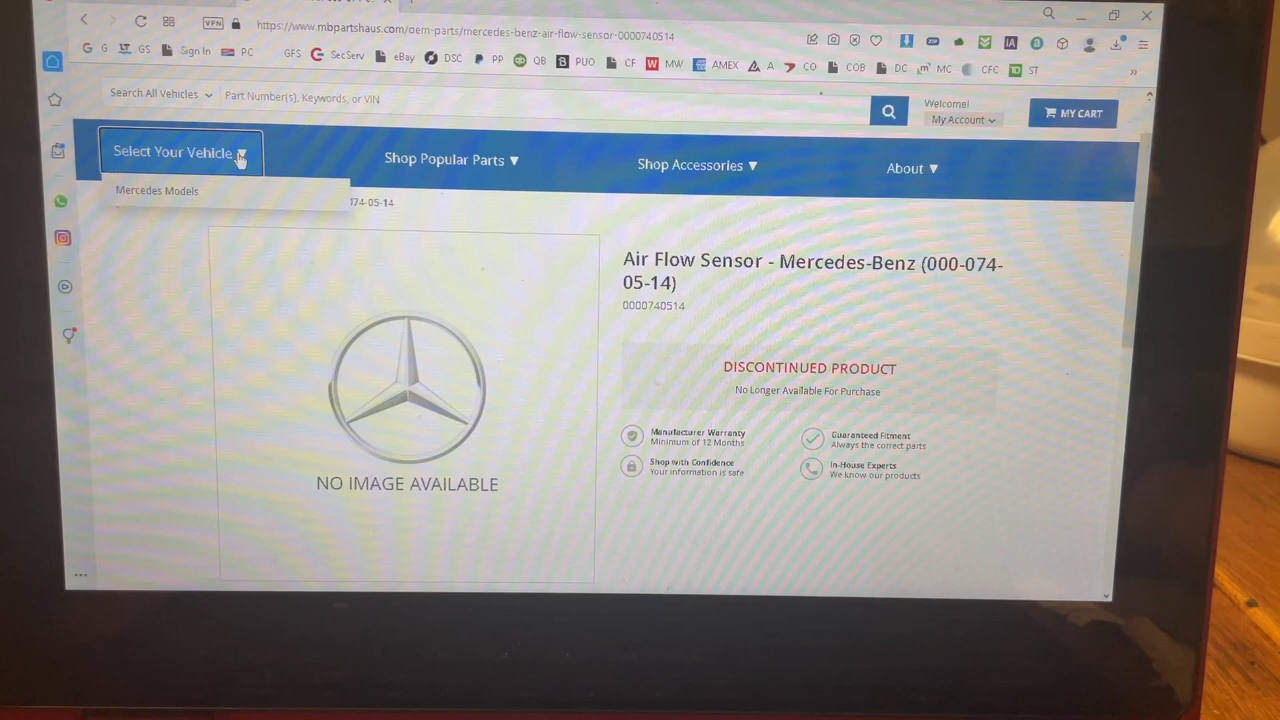 VPN
https://www.mbpartshaus.com/oem-parts/mercedes-benz-air-flow-sensor-0000740514
G G LT GS Sign In PC GFS SecServ eBay DSC PP QB PUO CF MW AMEX A CO COB DC MC CFC ST
Search All Vehicles
Part Number(s), Keywords, or VIN
Welcome!
My Account
MY CART
Select Your Vehicle ▼
Shop Popular Parts ▼
Shop Accessories ▼
About ▼
Mercedes Models
174-05-14
Air Flow Sensor - Mercedes-Benz (000-074-
05-14)
0000740514
DISCONTINUED PRODUCT
No Longer Available For Purchase
Manufacturer Warranty
Minimum of 12 Months
Guaranteed Fitment
Always the correct parts
Shop with Confidence
Your information is safe
In-House Experts
We know our products
NO IMAGE AVAILABLE